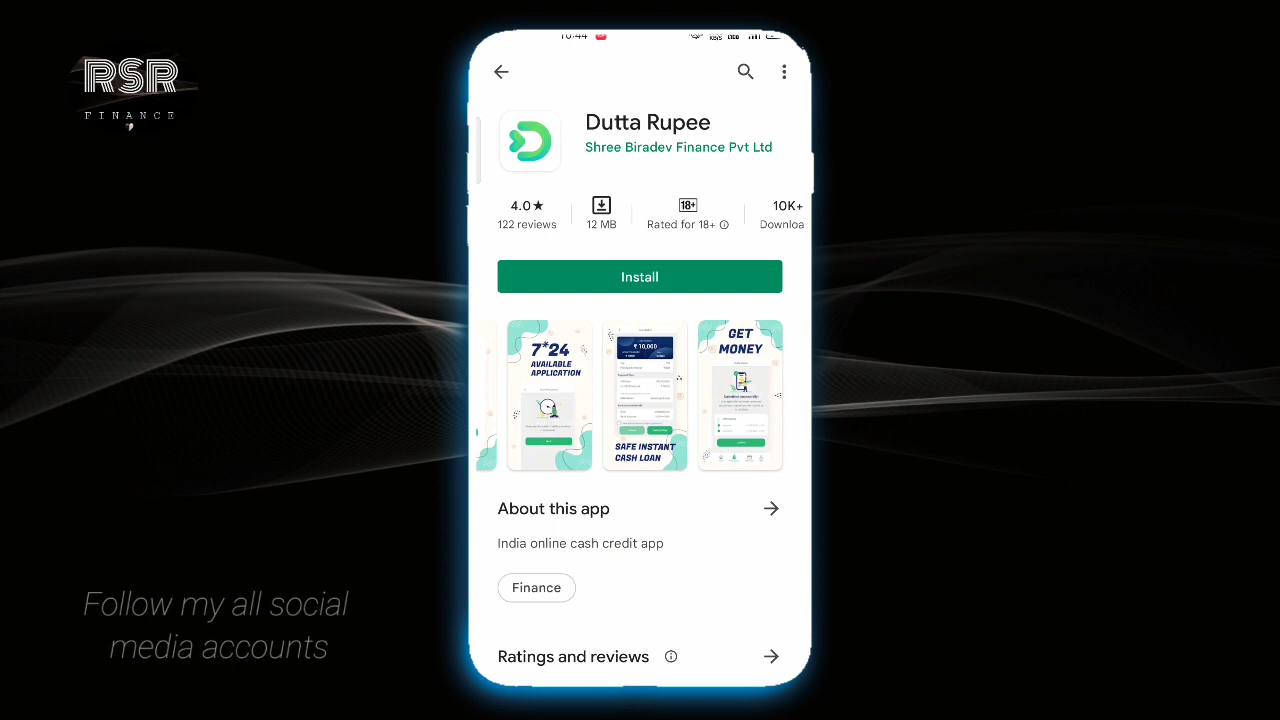 RSR
FINANCE
10:44
Dutta Rupee
Shree Biradev Finance Pvt Ltd
4.0★
122 reviews
12 MB
18+
Rated for 18+
10K+
Downloa
Install
7*24
AVAILABLE
APPLICATION
₹ 10,000
SAFE INSTANT
CASH LOAN
GET
MONEY
About this app
India online cash credit app
Finance
Ratings and reviews
Follow my all social
media accounts